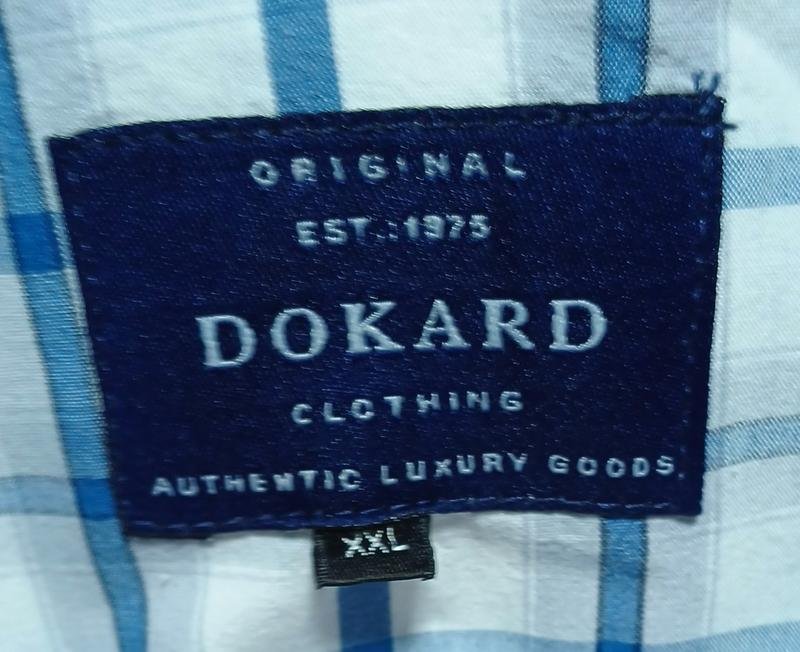 ORIGINAL
EST.:1975
DOKARD
CLOTHING
AUTHENTIC LUXURY GOODS.
XXL